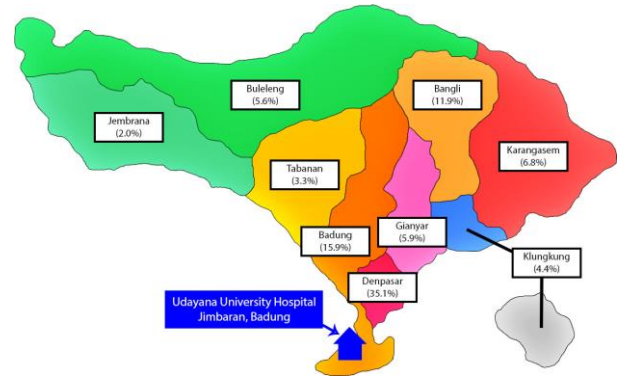 Buleleng
(5.6%)
Bangli
(11.9%)
Jembrana
(2.0%)
Karangasem
(6.8%)
Tabanan
(3.3%)
Badung
(15.9%)
Gianyar
(5.9%)
Klungkung
(4.4%)
Denpasar
(35.1%)
Udayana University Hospital
Jimbaran, Badung